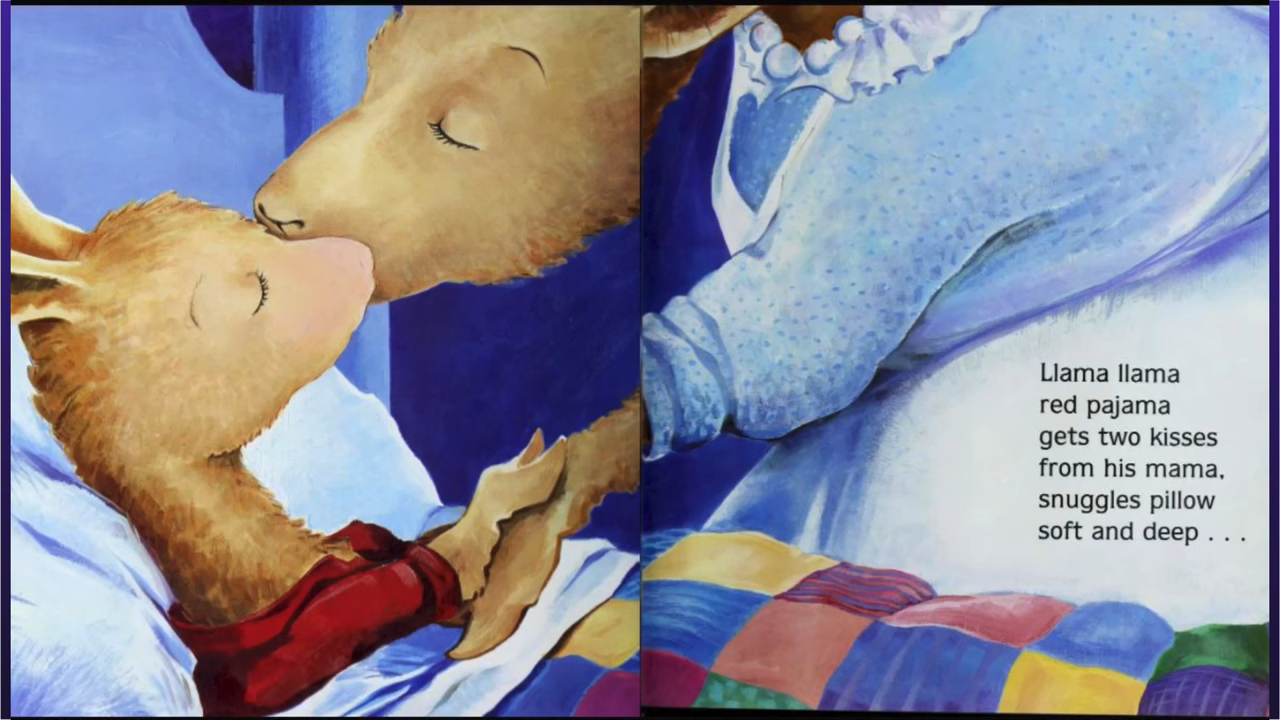 Llama llama
red pajama
gets two kisses
from his mama,
snuggles pillow
soft and deep . . .